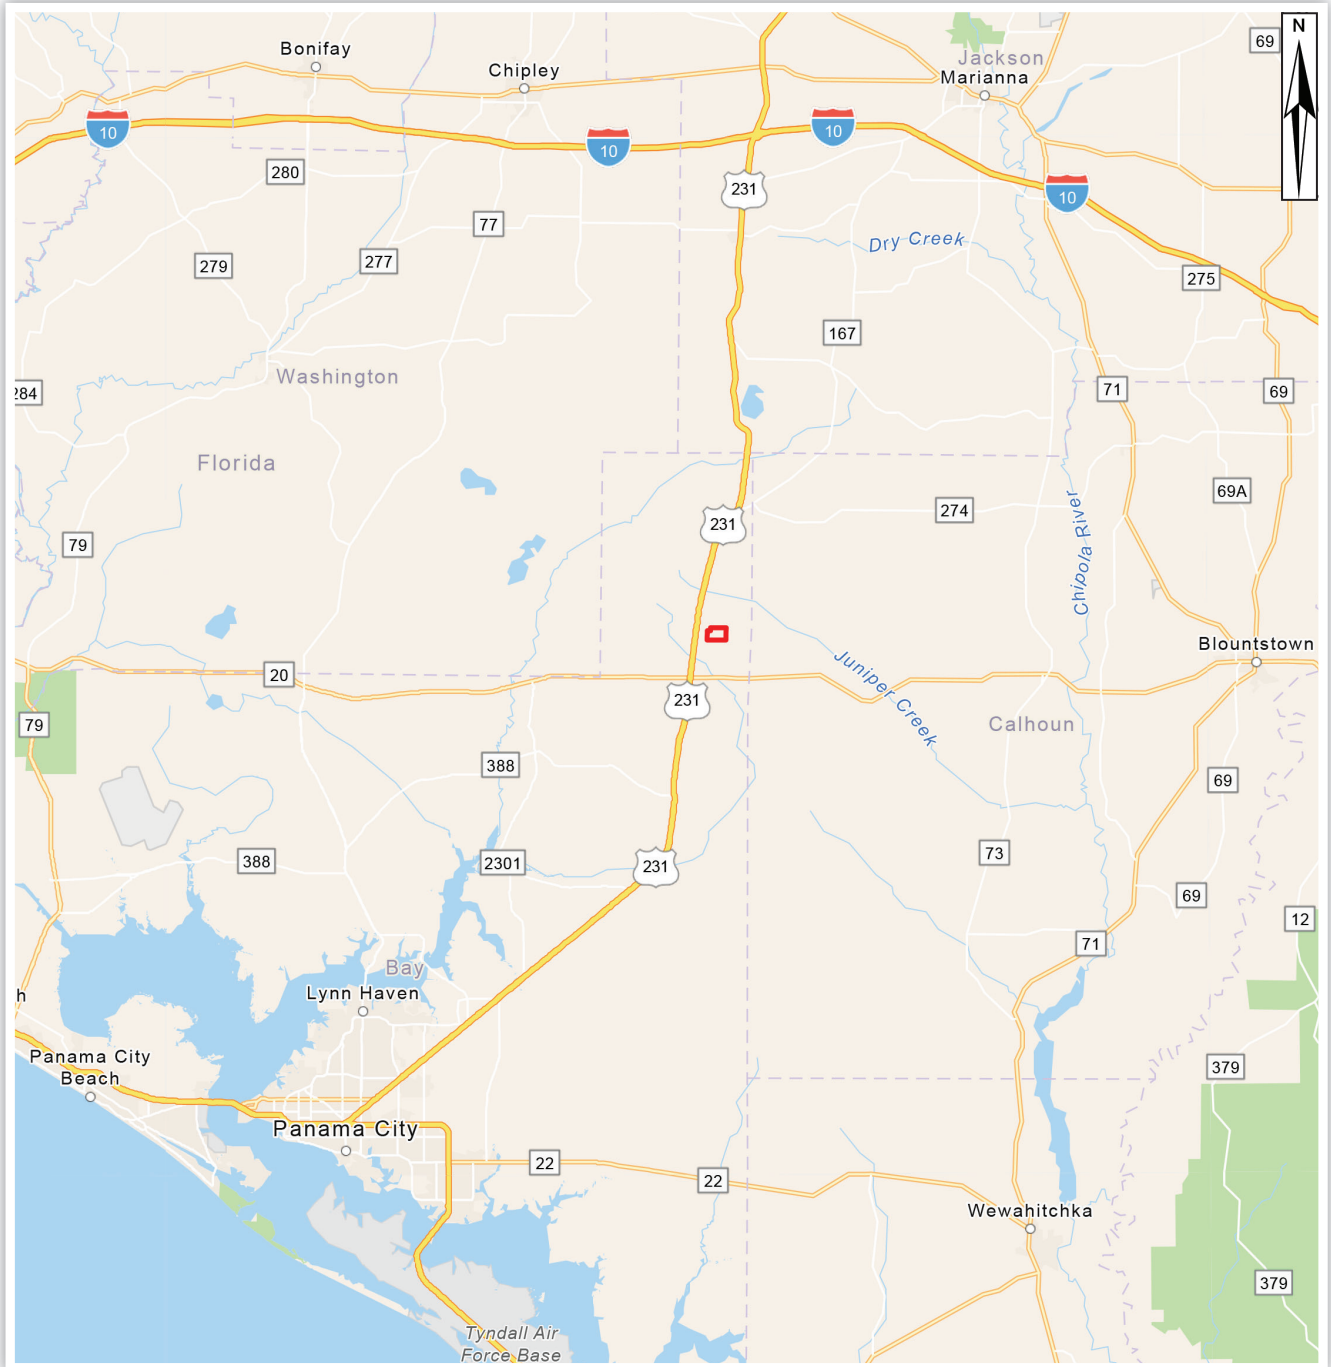 N
69
Bonifay
Jackson
Chipley
Marianna
10
10
10
280
231
10
77
Dry Creek
279
277
275
167
Washington
284
71
69
Florida
69A
274
231
79
Chipola River
Blountstown
Juniper Creek
20
231
79
Calhoun
388
69
73
388
2301
231
69
12
71
Bay
h
Lynn Haven
Panama City
Beach
379
Panama City
22
22
Wewahitchka
379
Tyndall Air
Force Base